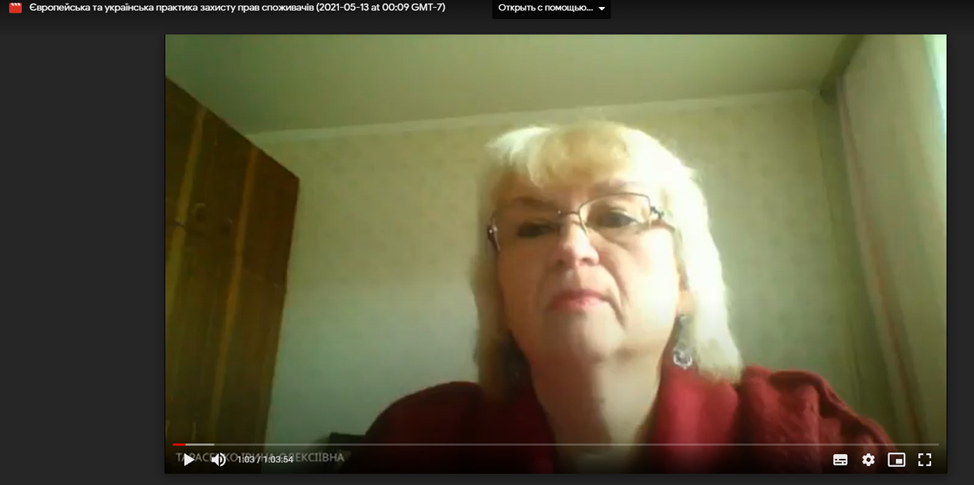 Європейська та українська практика захисту прав споживачів (2021-05-13 at 00:09 GMT-7)
Открыть с помощью...
1:03 / 1:03:54